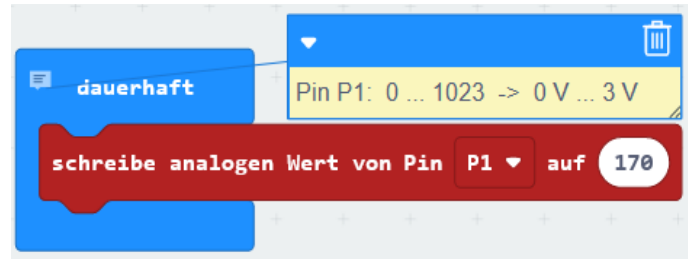 dauerhaft
Pin P1: 0 ... 1023 -> 0 V ... 3 V
schreibe analogen Wert von Pin P1 auf 170